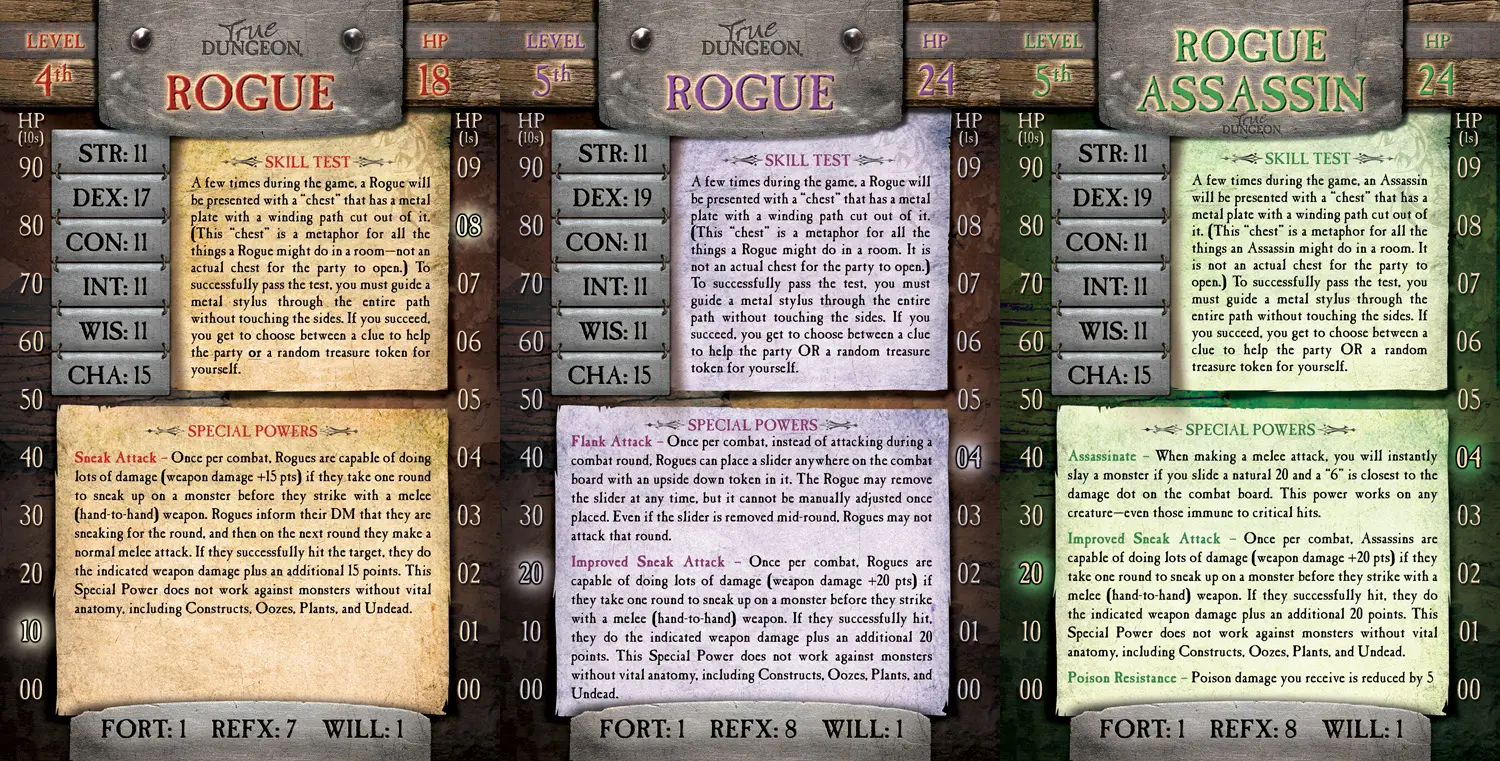 LEVEL
4th
True
DUNGEON
ROGUE
HP
18
HP
(10s)
90
80
70
60
50
40
30
20
10
00
STR: 11
DEX: 17
CON: 11
INT: 11
WIS: 11
CHA: 15
SKILL TEST
A few times during the game, a Rogue will
be presented with a “chest” that has a metal
plate with a winding path cut out of it.
(This “chest” is a metaphor for all the
things a Rogue might do in a room—not an
actual chest for the party to open.) To
successfully pass the test, you must guide a
metal stylus through the entire path
without touching the sides. If you succeed,
you get to choose between a clue to help
the party or a random treasure token for
yourself.
HP
(1s)
09
08
07
06
05
04
03
02
01
00
SPECIAL POWERS
Sneak Attack – Once per combat, Rogues are capable of doing
lots of damage (weapon damage +15 pts) if they take one round
to sneak up on a monster before they strike with a melee
(hand-to-hand) weapon. Rogues inform their DM that they are
sneaking for the round, and then on the next round they make a
normal melee attack. If they successfully hit the target, they do
the indicated weapon damage plus an additional 15 points. This
Special Power does not work against monsters without vital
anatomy, including Constructs, Oozes, Plants, and Undead.
FORT: 1 REFX: 7 WILL: 1
LEVEL
5th
True
DUNGEON
ROGUE
HP
24
HP
(10s)
90
80
70
60
50
40
30
20
10
00
STR: 11
DEX: 19
CON: 11
INT: 11
WIS: 11
CHA: 15
SKILL TEST
A few times during the game, a Rogue will
be presented with a “chest” that has a metal
plate with a winding path cut out of it.
(This “chest” is a metaphor for all the
things a Rogue might do in a room. It is
not an actual chest for the party to open.)
To successfully pass the test, you must
guide a metal stylus through the entire
path without touching the sides. If you
succeed, you get to choose between a clue
to help the party OR a random treasure
token for yourself.
HP
(1s)
09
08
07
06
05
04
03
02
01
00
SPECIAL POWERS
Flank Attack – Once per combat, instead of attacking during a
combat round, Rogues can place a slider anywhere on the combat
board with an upside down token in it. The Rogue may remove
the slider at any time, but it cannot be manually adjusted once
placed. Even if the slider is removed mid-round, Rogues may not
attack that round.
Improved Sneak Attack – Once per combat, Rogues are
capable of doing lots of damage (weapon damage +20 pts) if
they take one round to sneak up on a monster before they strike
with a melee (hand-to-hand) weapon. If they successfully hit,
they do the indicated weapon damage plus an additional 20
points. This Special Power does not work against monsters
without vital anatomy, including Constructs, Oozes, Plants, and
Undead.
FORT: 1 REFX: 8 WILL: 1
LEVEL
5th
ROGUE
ASSASSIN
True
DUNGEON
HP
24
HP
(10s)
90
80
70
60
50
40
30
20
10
00
STR: 11
DEX: 19
CON: 11
INT: 11
WIS: 11
CHA: 15
SKILL TEST
A few times during the game, an Assassin
will be presented with a “chest” that has a
metal plate with a winding path cut out of
it. (This “chest” is a metaphor for all the
things an Assassin might do in a room. It
is not an actual chest for the party to
open.) To successfully pass the test, you
must guide a metal stylus through the
entire path without touching the sides. If
you succeed, you get to choose between a
clue to help the party OR a random
treasure token for yourself.
HP
(1s)
09
08
07
06
05
04
03
02
01
00
SPECIAL POWERS
Assassinate – When making a melee attack, you will instantly
slay a monster if you slide a natural 20 and a “6” is closest to the
damage dot on the combat board. This power works on any
creature—even those immune to critical hits.
Improved Sneak Attack – Once per combat, Assassins are
capable of doing lots of damage (weapon damage +20 pts) if they
take one round to sneak up on a monster before they strike with a
melee (hand-to-hand) weapon. If they successfully hit, they do
the indicated weapon damage plus an additional 20 points. This
Special Power does not work against monsters without vital
anatomy, including Constructs, Oozes, Plants, and Undead.
Poison Resistance – Poison damage you receive is reduced by 5
FORT: 1 REFX: 8 WILL: 1